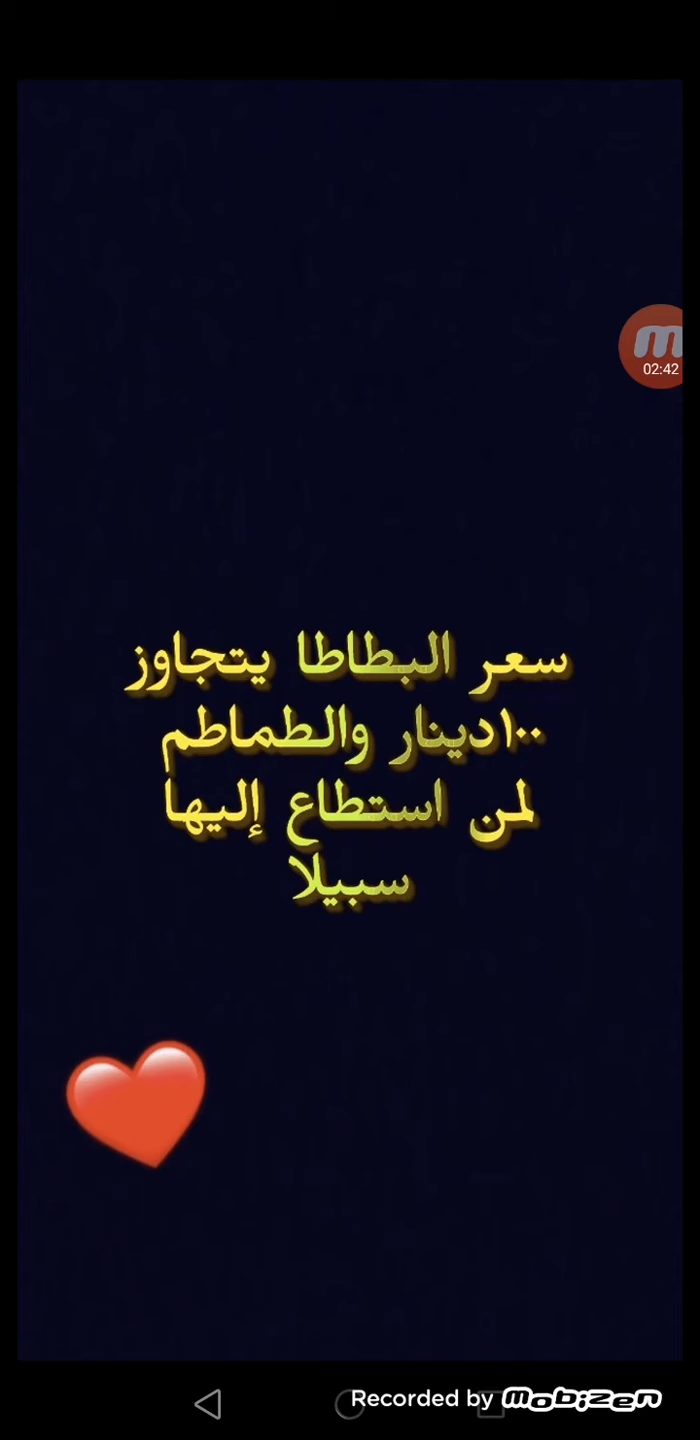 02:42
سعر البطاطا يتجاوز
١٠٠دينار والطماطم
لمن استطاع إليها
سبيلا
Recorded by mobizen